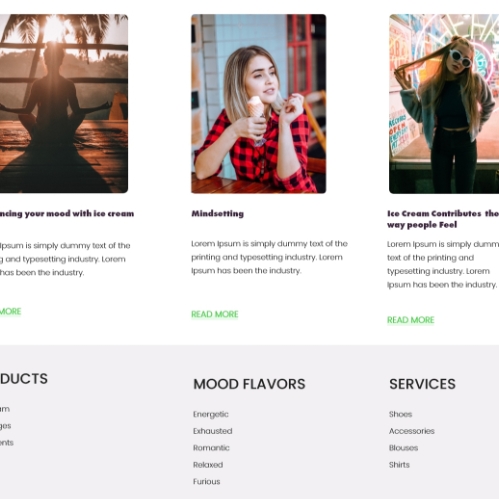 ncing your mood with ice cream
Ipsum is simply dummy text of the
g and typesetting industry. Lorem
has been the industry.
MORE
Mindsetting
Lorem Ipsum is simply dummy text of the
printing and typesetting industry. Lorem
Ipsum has been the industry.
READ MORE
Ice Cream Contributes the
way people Feel
Lorem Ipsum is simply dumm
text of the printing and
typesetting industry. Lorem
Ipsum has been the industry.
READ MORE
DUCTS
am
ges
ents
MOOD FLAVORS
Energetic
Exhausted
Romantic
Relaxed
Furious
SERVICES
Shoes
Accessories
Blouses
Shirts